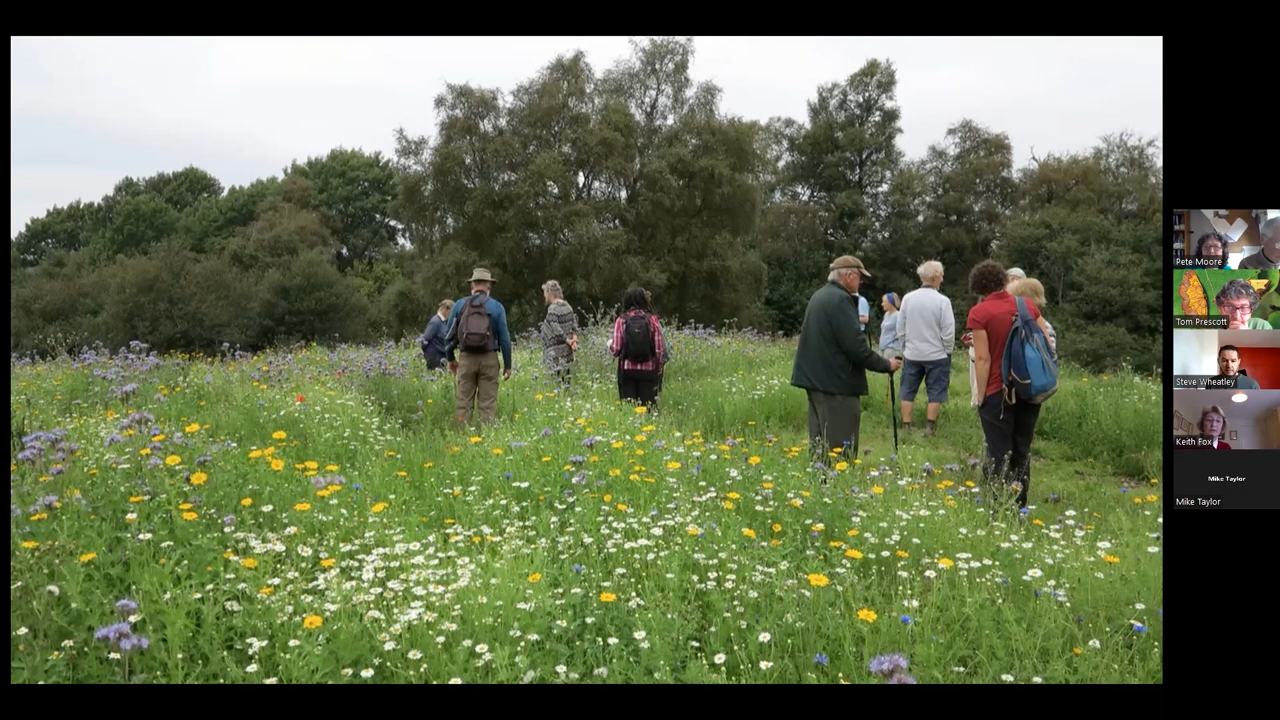 Pete Moore
Tom Prescott
Steve Wheatley
Keith Fox
Mike Taylor
Mike Taylor